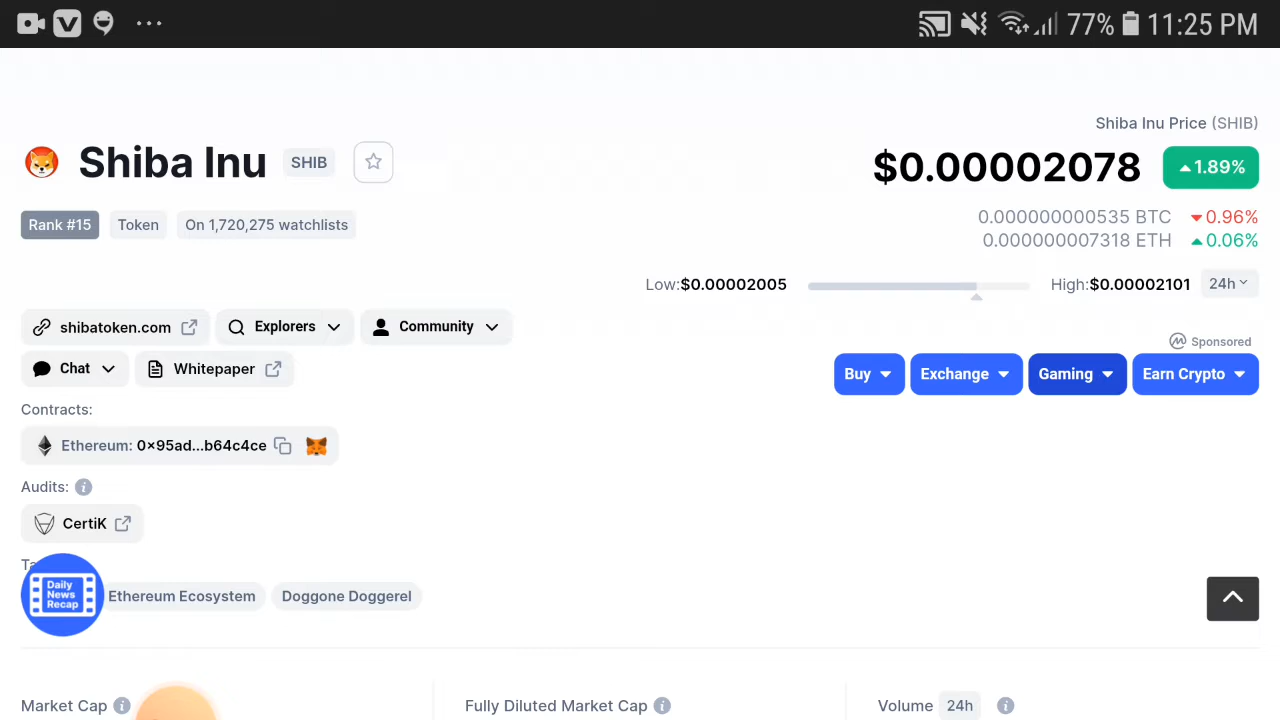 77% 11:25 PM
Shiba Inu Price (SHIB)
Shiba Inu SHIB
$0.00002078 1.89%
Rank #15 Token On 1,720,275 watchlists
0.000000000535 BTC 0.96%
0.000000007318 ETH 0.06%
Low:$0.00002005 High:$0.00002101 24h
shibatoken.com Explorers Community
Sponsored
Chat Whitepaper
Buy Exchange Gaming Earn Crypto
Contracts:
Ethereum: 0×95ad...b64c4ce
Audits:
CertiK
Daily
News
Recap
Ethereum Ecosystem Doggone Doggerel
Market Cap Fully Diluted Market Cap Volume 24h